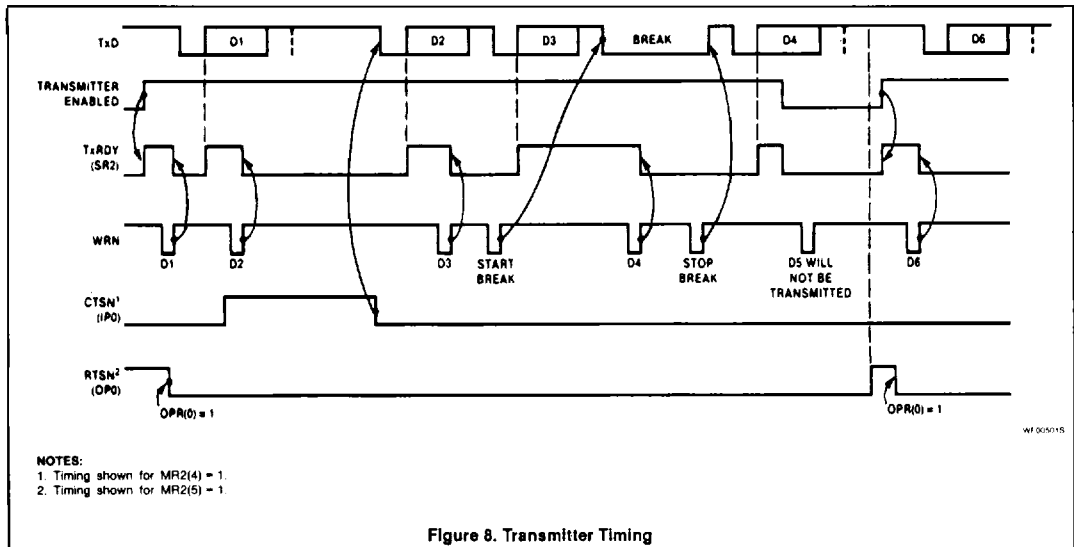 TxD D1 D2 D3 BREAK D4 D6
TRANSMITTER
ENABLED
TxRDY
(SR2)
WRN
D1 D2 D3 START
BREAK D4 STOP
BREAK D5 WILL
NOT BE
TRANSMITTED D6
CTSN¹
(IP0)
RTSN²
(OP0)
OPR(0) = 1 OPR(0) = 1
WF00501S
NOTES:
1. Timing shown for MR2(4) = 1.
2. Timing shown for MR2(5) = 1.
Figure 8. Transmitter Timing